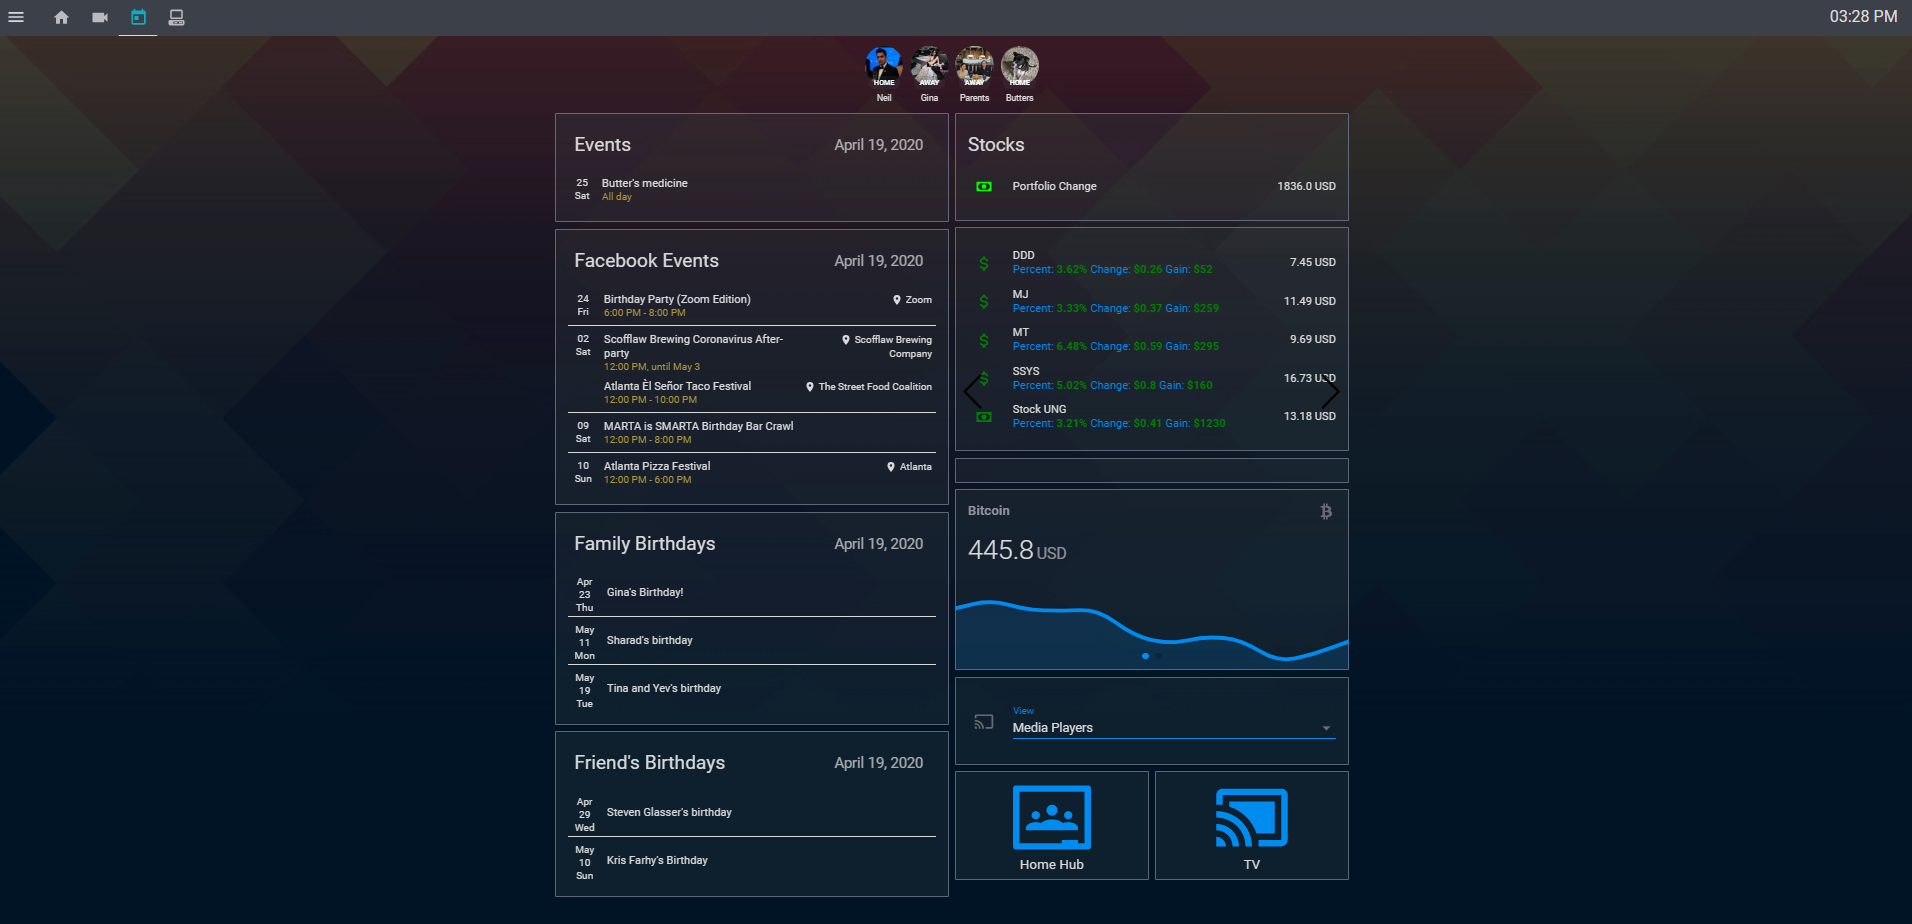 03:28 PM
HOME AWAY AWAY HOME
Neil Gina Parents Butters
Events April 19, 2020
25 Butter's medicine
Sat All day
Facebook Events April 19, 2020
24 Birthday Party (Zoom Edition) Zoom
Fri 6:00 PM - 8:00 PM
02 Scofflaw Brewing Coronavirus After- Scofflaw Brewing
Sat party Company
12:00 PM, until May 3
Atlanta Èl Señor Taco Festival The Street Food Coalition
12:00 PM - 10:00 PM
09 MARTA is SMARTA Birthday Bar Crawl
Sat 12:00 PM - 8:00 PM
10 Atlanta Pizza Festival Atlanta
Sun 12:00 PM - 6:00 PM
Family Birthdays April 19, 2020
Apr
23 Gina's Birthday!
Thu
May
11 Sharad's birthday
Mon
May
19 Tina and Yev's birthday
Tue
Friend's Birthdays April 19, 2020
Apr
29 Steven Glasser's birthday
Wed
May
10 Kris Farhy's Birthday
Sun
Stocks
Portfolio Change 1836.0 USD
DDD 7.45 USD
Percent: 3.62% Change: $0.26 Gain: $52
MJ 11.49 USD
Percent: 3.33% Change: $0.37 Gain: $259
MT 9.69 USD
Percent: 6.48% Change: $0.59 Gain: $295
SSYS 16.73 USD
Percent: 5.02% Change: $0.8 Gain: $160
Stock UNG 13.18 USD
Percent: 3.21% Change: $0.41 Gain: $1230
Bitcoin
445.8 USD
View
Media Players
Home Hub TV